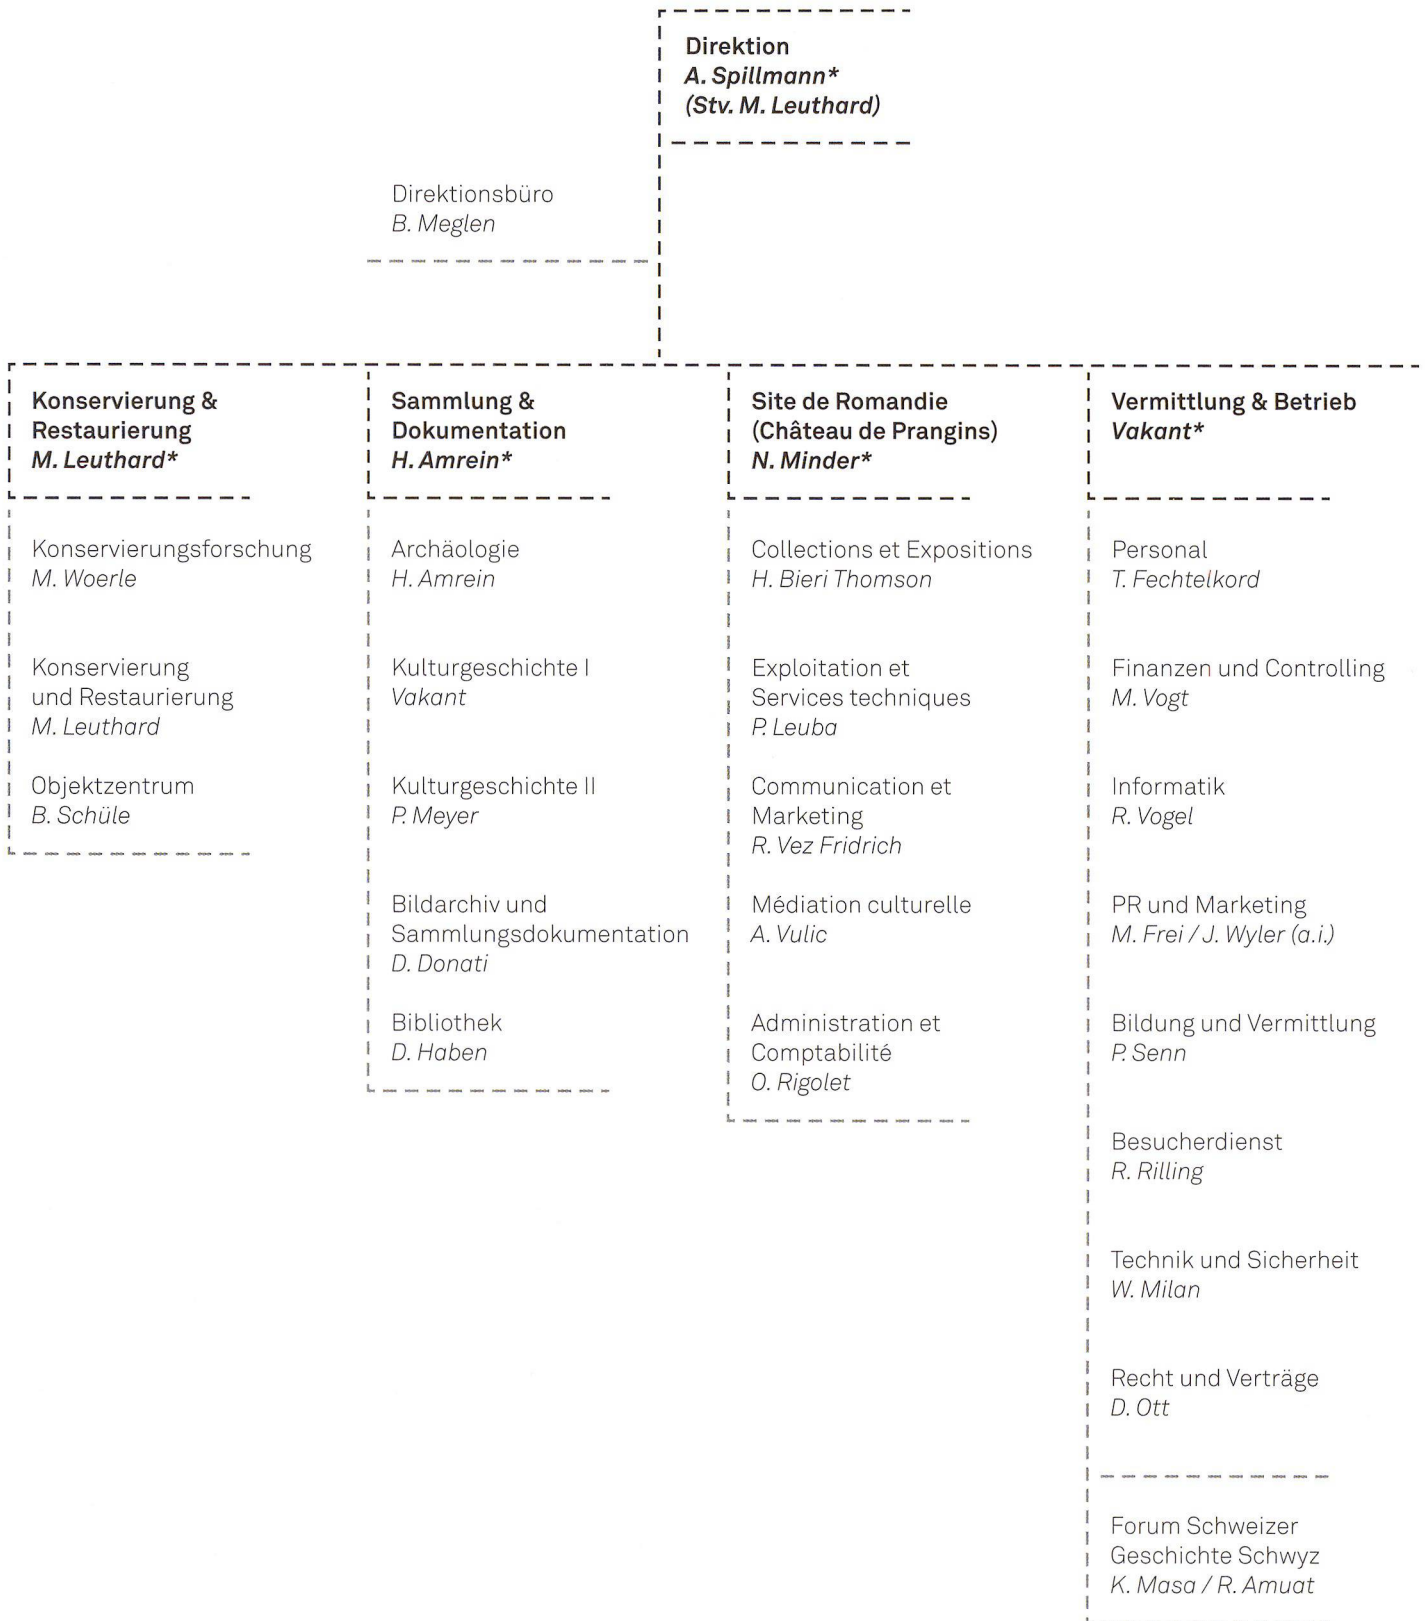 Direktion
A. Spillmann*
(Stv. M. Leuthard)
Direktionsbüro
B. Meglen
Konservierung &
Restaurierung
M. Leuthard*
Konservierungsforschung
M. Woerle
Konservierung
und Restaurierung
M. Leuthard
Objektzentrum
B. Schüle
Sammlung &
Dokumentation
H. Amrein*
Archäologie
H. Amrein
Kulturgeschichte I
Vakant
Kulturgeschichte II
P. Meyer
Bildarchiv und
Sammlungsdokumentation
D. Donati
Bibliothek
D. Haben
Site de Romandie
(Château de Prangins)
N. Minder*
Collections et Expositions
H. Bieri Thomson
Exploitation et
Services techniques
P. Leuba
Communication et
Marketing
R. Vez Fridrich
Médiation culturelle
A. Vulic
Administration et
Comptabilité
O. Rigolet
Vermittlung & Betrieb
Vakant*
Personal
T. Fechtelkord
Finanzen und Controlling
M. Vogt
Informatik
R. Vogel
PR und Marketing
M. Frei / J. Wyler (a.i.)
Bildung und Vermittlung
P. Senn
Besucherdienst
R. Rilling
Technik und Sicherheit
W. Milan
Recht und Verträge
D. Ott
Forum Schweizer
Geschichte Schwyz
K. Masa / R. Amuat